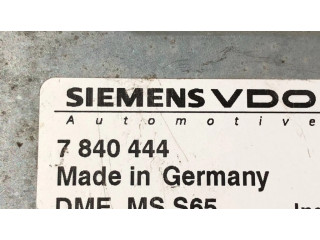 SIEMENS VDO
Automotive
7 840 444
Made in Germany
DME MS S65